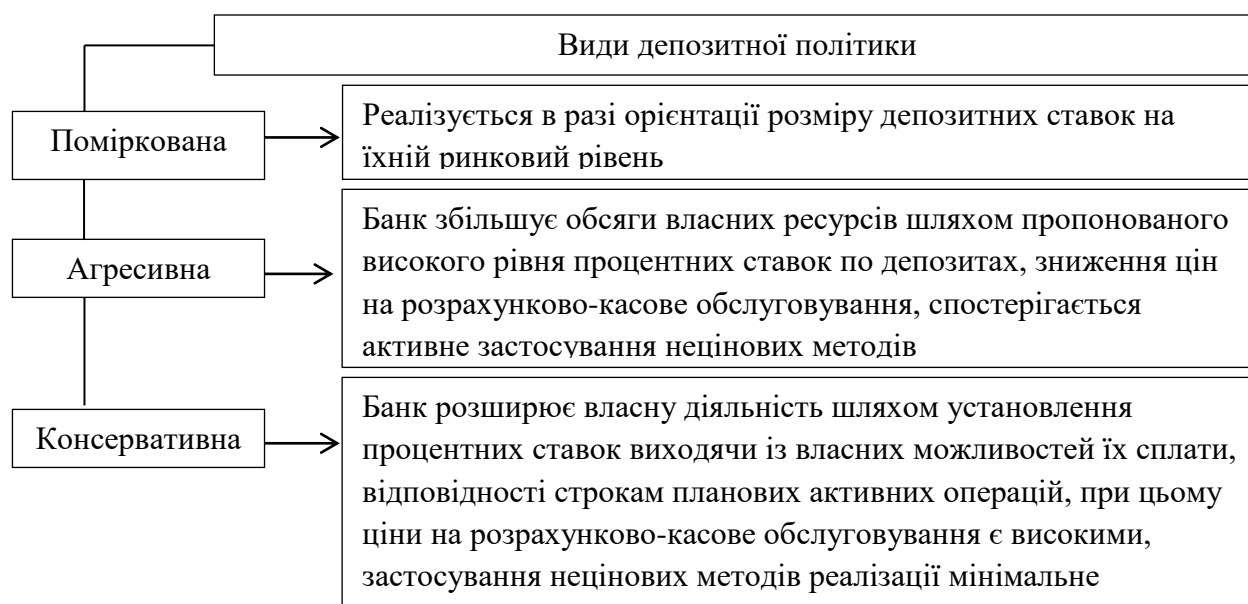 Види депозитної політики
Поміркована
Реалізується в разі орієнтації розміру депозитних ставок на
їхній ринковий рівень
Агресивна
Банк збільшує обсяги власних ресурсів шляхом пропонованого
високого рівня процентних ставок по депозитах, зниження цін
на розрахунково-касове обслуговування, спостерігається
активне застосування нецінових методів
Консервативна
Банк розширює власну діяльність шляхом установлення
процентних ставок виходячи із власних можливостей їх сплати,
відповідності строкам планових активних операцій, при цьому
ціни на розрахунково-касове обслуговування є високими,
застосування нецінових методів реалізації мінімальне